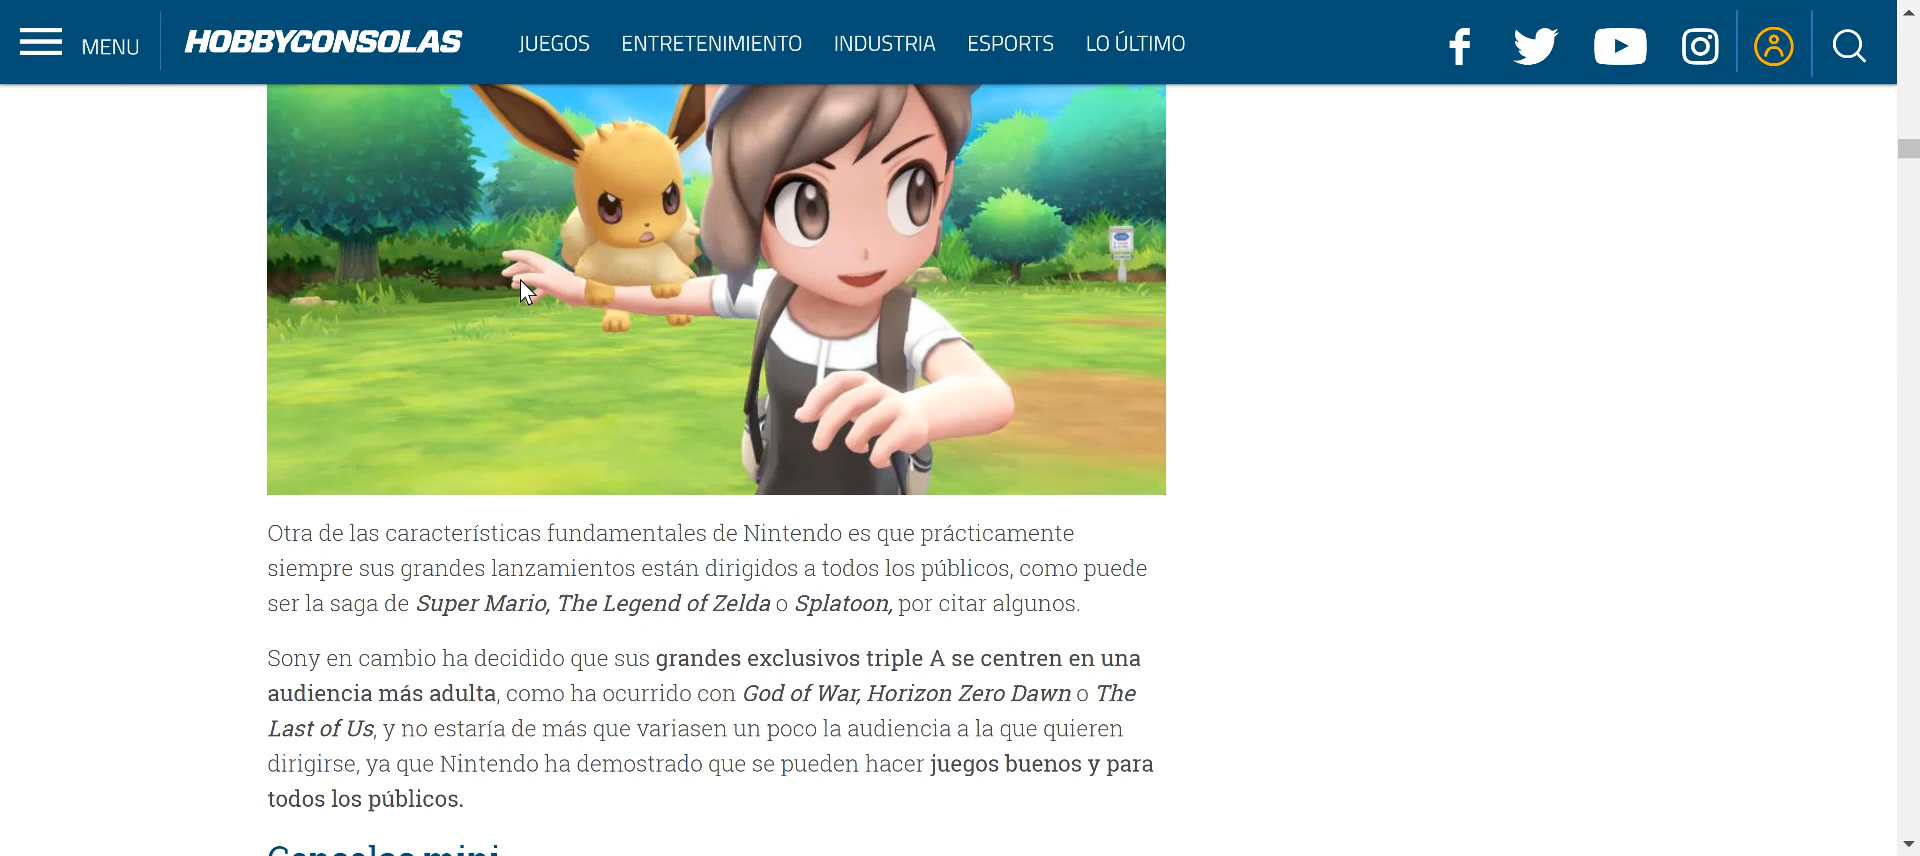 MENU
HOBBYCONSOLAS
JUEGOS ENTRETENIMIENTO INDUSTRIA ESPORTS LO ÚLTIMO
Otra de las características fundamentales de Nintendo es que prácticamente
siempre sus grandes lanzamientos están dirigidos a todos los públicos, como puede
ser la saga de Super Mario, The Legend of Zelda o Splatoon, por citar algunos.
Sony en cambio ha decidido que sus grandes exclusivos triple A se centren en una
audiencia más adulta, como ha ocurrido con God of War, Horizon Zero Dawn o The
Last of Us, y no estaría de más que variasen un poco la audiencia a la que quieren
dirigirse, ya que Nintendo ha demostrado que se pueden hacer juegos buenos y para
todos los públicos.
Consolas mini